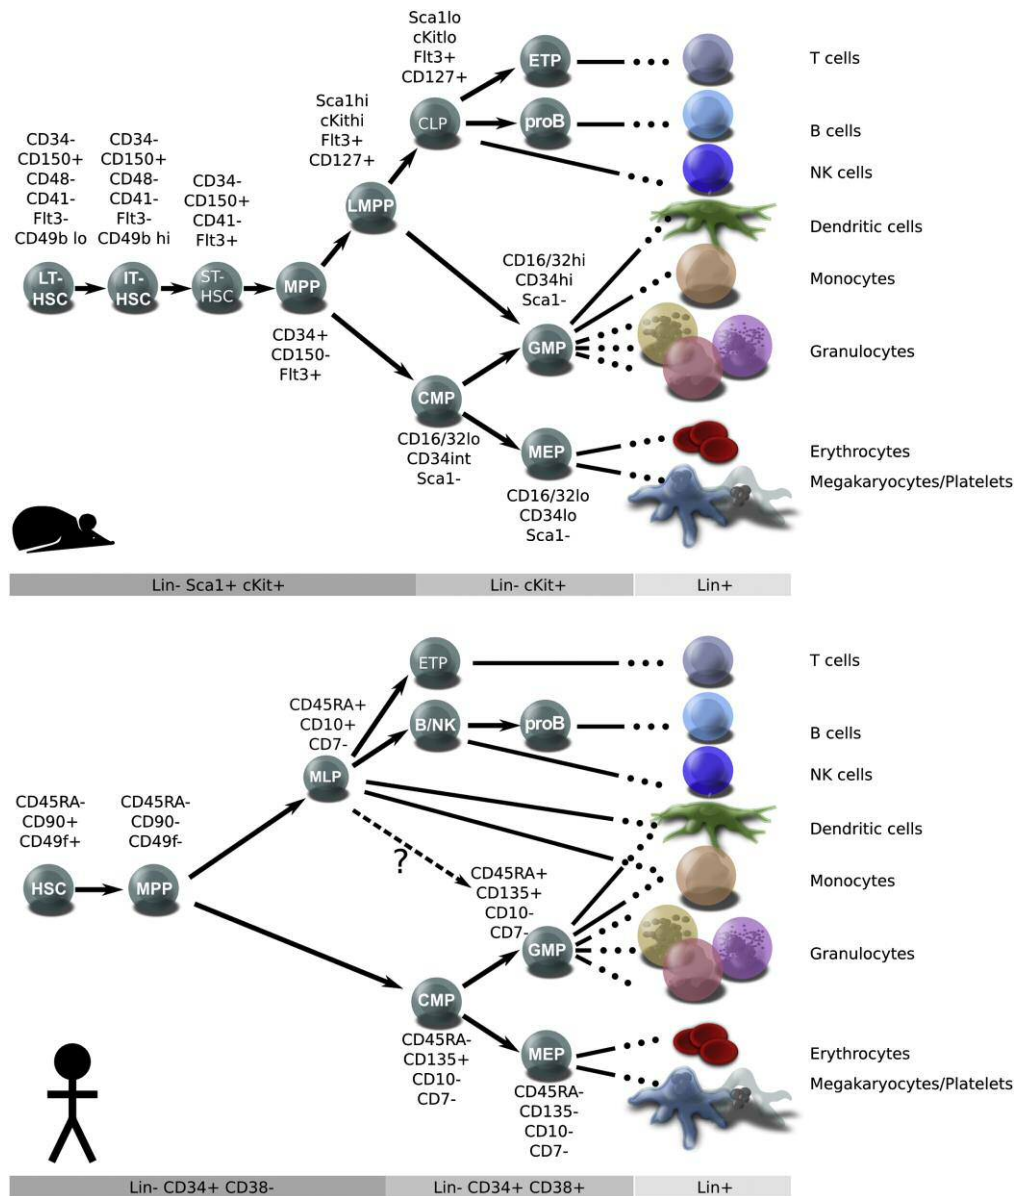 Sca1lo
cKitlo
Flt3+
CD127+
ETP
T cells
Sca1hi
cKithi
Flt3+
CD127+
CLP
proB
B cells
CD34-
CD150+
CD48-
CD41-
Flt3-
CD49b lo
CD34-
CD150+
CD48-
CD41-
Flt3-
CD49b hi
CD34-
CD150+
CD41-
Flt3+
NK cells
LMPP
Dendritic cells
LT-
HSC
IT-
HSC
ST-
HSC
MPP
CD16/32hi
CD34hi
Sca1-
Monocytes
CD34+
CD150-
Flt3+
GMP
Granulocytes
CMP
CD16/32lo
CD34int
Sca1-
MEP
CD16/32lo
CD34lo
Sca1-
Erythrocytes
Megakaryocytes/Platelets
Lin- Sca1+ cKit+
Lin- cKit+
Lin+
ETP
T cells
CD45RA+
CD10+
CD7-
B/NK
proB
B cells
MLP
NK cells
CD45RA-
CD90+
CD49f+
CD45RA-
CD90-
CD49f-
Dendritic cells
?
HSC
MPP
CD45RA+
CD135+
CD10-
CD7-
Monocytes
GMP
Granulocytes
CMP
CD45RA-
CD135+
CD10-
CD7-
MEP
CD45RA-
CD135-
CD10-
CD7-
Erythrocytes
Megakaryocytes/Platelets
Lin- CD34+ CD38-
Lin- CD34+ CD38+
Lin+